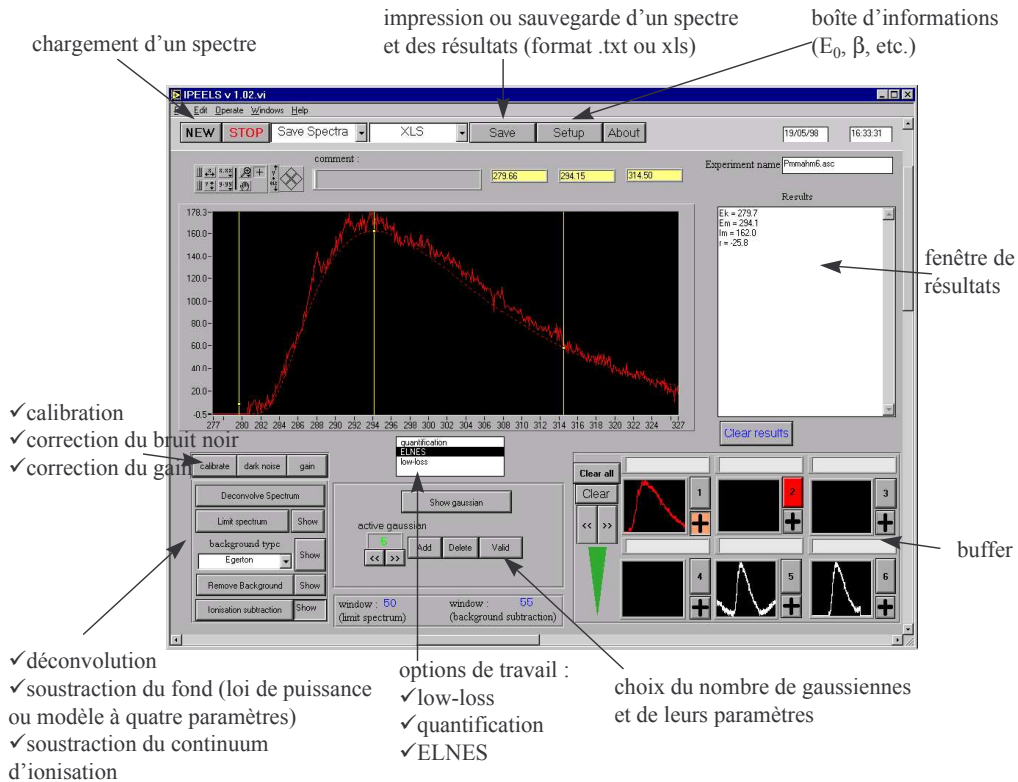 impression ou sauvegarde d’un spectre
et des résultats (format .txt ou xls)
boîte d’informations
(E₀, β, etc.)
chargement d’un spectre
IPEELS v 1.02.vi
Edit Operate Windows Help
NEW STOP Save Spectra XLS Save Setup About 19/05/98 16:33:31
comment :
279.66 294.15 314.50
Experiment name Pmmahm6.asc
Results
Ek = 279.7
Em = 294.1
Im = 162.0
r = -25.8
178.3
160.0
140.0
120.0
100.0
80.0
60.0
40.0
20.0
-0.5
277 280 282 284 286 288 290 292 294 296 298 300 302 304 306 308 310 312 314 316 318 320 322 324 327
fenêtre de
résultats
Clear results
✓calibration
✓correction du bruit noir
✓correction du gain
calibrate dark noise gain
Deconvolve Spectrum
Limit spectrum Show
background type
Egerton Show
Remove Background Show
Ionisation subtraction Show
quantification
ELNES
low-loss
Show gaussian
active gaussian
5
<< >> Add Delete Valid
window : 50 window : 55
(limit spectrum) (background subtraction)
Clear all
Clear
<< >>
1 2 3
4 5 6
buffer
✓déconvolution
✓soustraction du fond (loi de puissance
ou modèle à quatre paramètres)
✓soustraction du continuum
d’ionisation
options de travail :
✓low-loss
✓quantification
✓ELNES
choix du nombre de gaussiennes
et de leurs paramètres